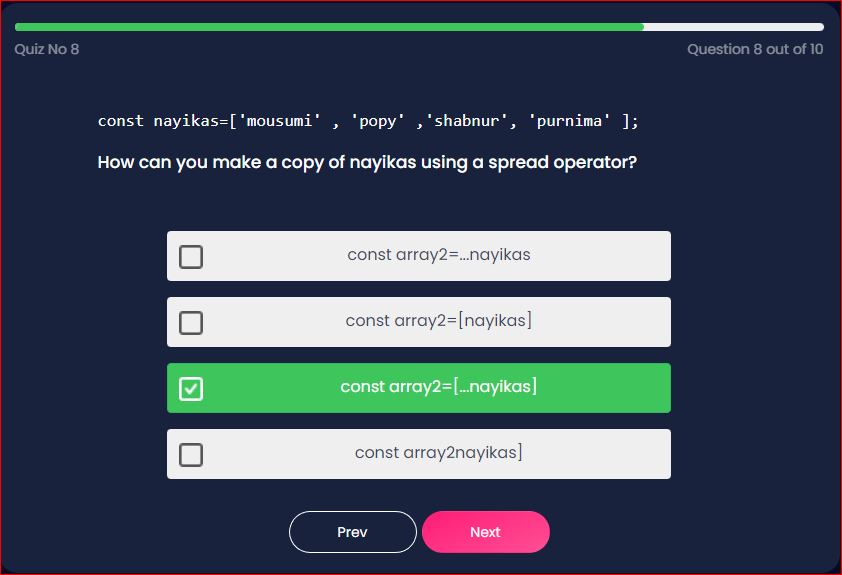 Quiz No 8
Question 8 out of 10
const nayikas=['mousumi' , 'popy' ,'shabnur', 'purnima' ];
How can you make a copy of nayikas using a spread operator?
const array2=...nayikas
const array2=[nayikas]
const array2=[...nayikas]
const array2nayikas]
Prev
Next